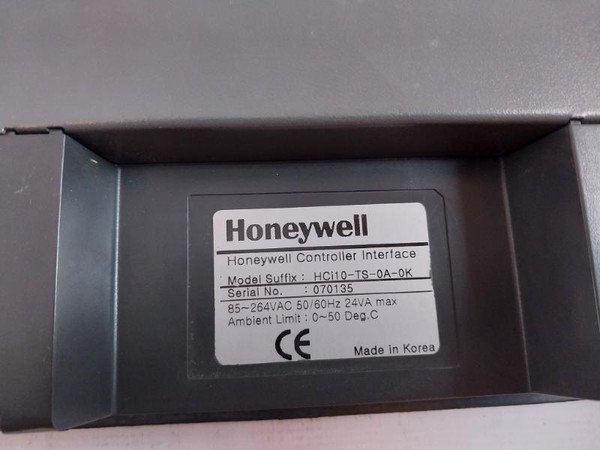 Honeywell
Honeywell Controller Interface
Model Suffix : HCi10-TS-0A-0K
Serial No. : 070135
85~264VAC 50/60Hz 24VA max
Ambient Limit : 0~50 Deg.C
CE
Made in Korea